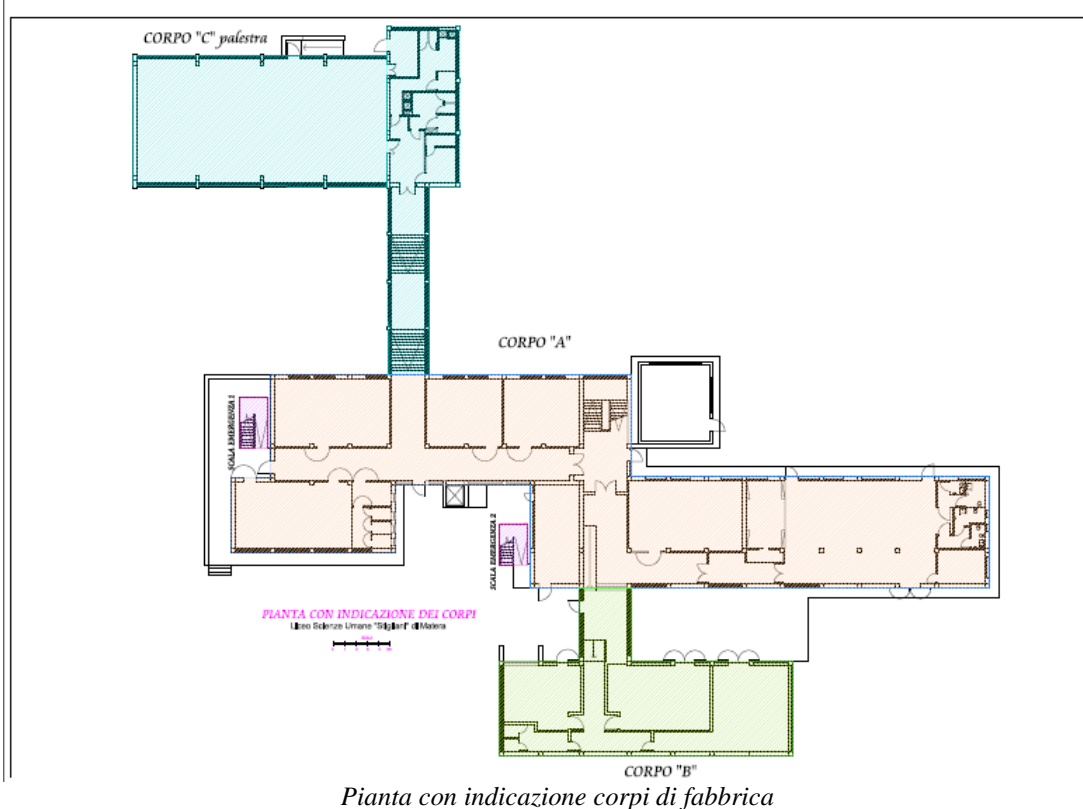 CORPO "C" palestra
CORPO "A"
SCALA EMERGENZA 1
SCALA EMERGENZA 2
PIANTA CON INDICAZIONE DEI CORPI
Liceo Scienze Umane "Stigliani" di Matera
CORPO "B"
Pianta con indicazione corpi di fabbrica